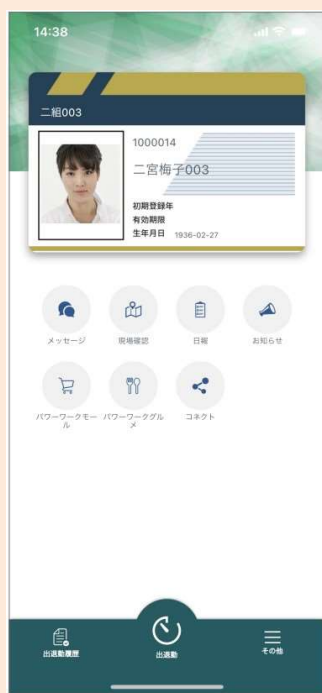 14:38
二組003
1000014
二宮梅子003
初期登録年
有効期限
生年月日 1936-02-27
メッセージ
現場確認
日報
お知らせ
パワーワークモー
ル
パワーワークグル
メ
コネクト
出退勤履歴
出退勤
その他